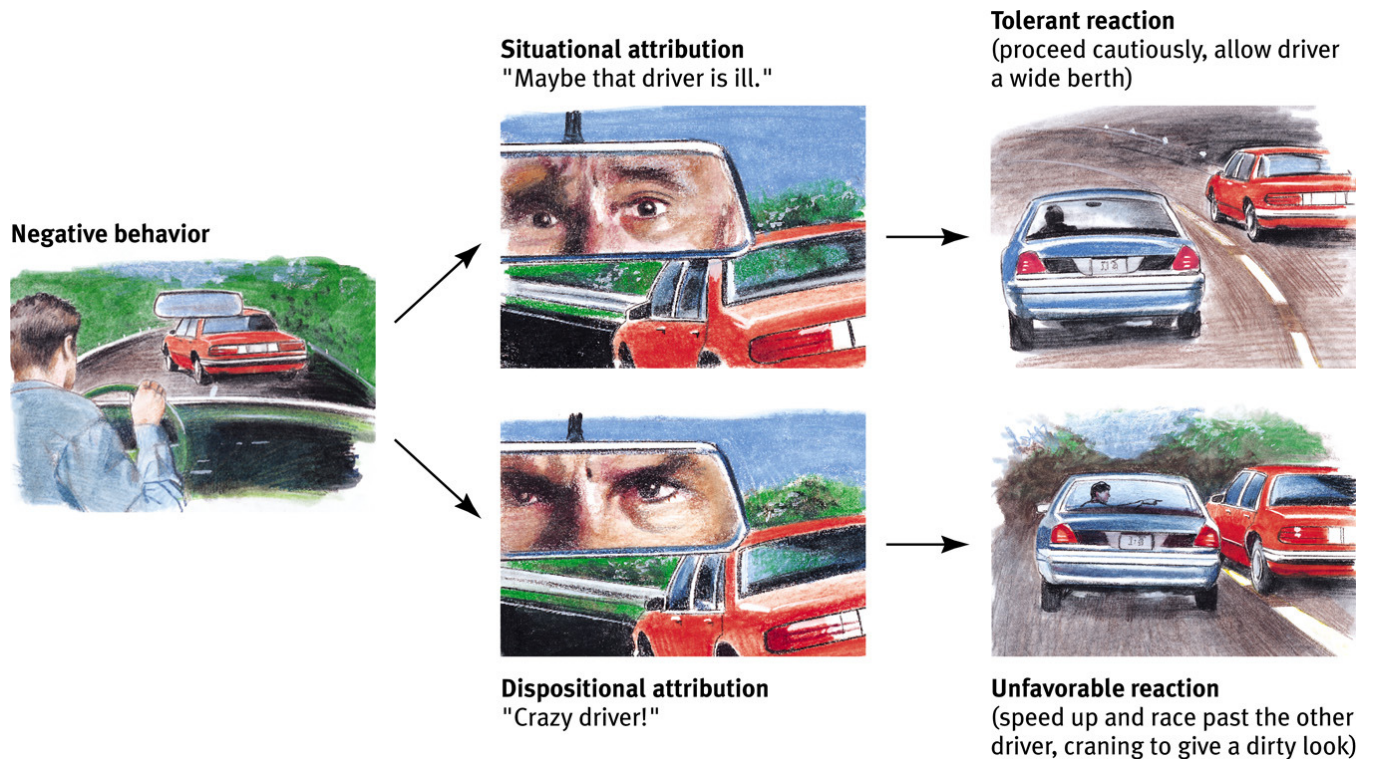 Negative behavior
Situational attribution
"Maybe that driver is ill."
Tolerant reaction
(proceed cautiously, allow driver
a wide berth)
Dispositional attribution
"Crazy driver!"
Unfavorable reaction
(speed up and race past the other
driver, craning to give a dirty look)